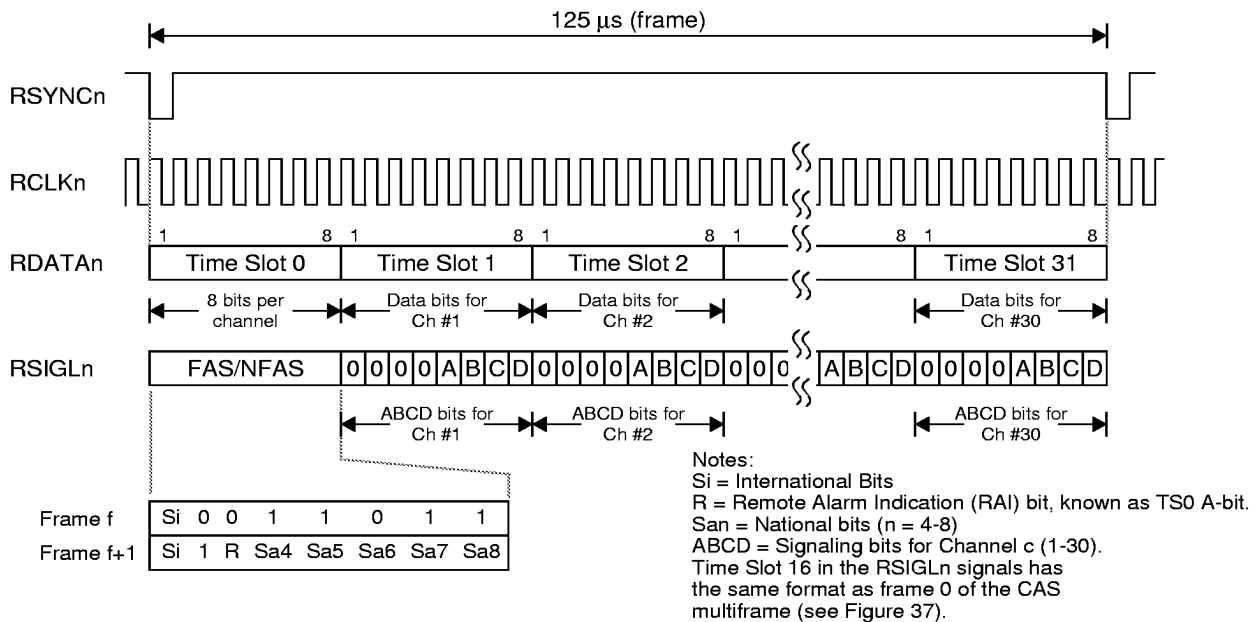 125 µs (frame)
RSYNCn
RCLKn
1 8 1 8 1 8 1 8 1 8
RDATAn Time Slot 0 Time Slot 1 Time Slot 2 Time Slot 31
8 bits per channel
Data bits for Ch #1
Data bits for Ch #2
Data bits for Ch #30
RSIGLn FAS/NFAS 0 0 0 0 A B C D 0 0 0 0 A B C D 0 0 0 A B C D 0 0 0 0 A B C D
ABCD bits for Ch #1
ABCD bits for Ch #2
ABCD bits for Ch #30
Frame f Si 0 0 1 1 0 1 1
Frame f+1 Si 1 R Sa4 Sa5 Sa6 Sa7 Sa8
Notes:
Si = International Bits
R = Remote Alarm Indication (RAI) bit, known as TS0 A-bit.
San = National bits (n = 4-8)
ABCD = Signaling bits for Channel c (1-30).
Time Slot 16 in the RSIGLn signals has
the same format as frame 0 of the CAS
multiframe (see Figure 37).